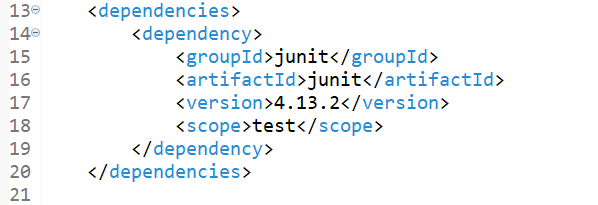 13 <dependencies>
14 <dependency>
15 <groupId>junit</groupId>
16 <artifactId>junit</artifactId>
17 <version>4.13.2</version>
18 <scope>test</scope>
19 </dependency>
20 </dependencies>
21